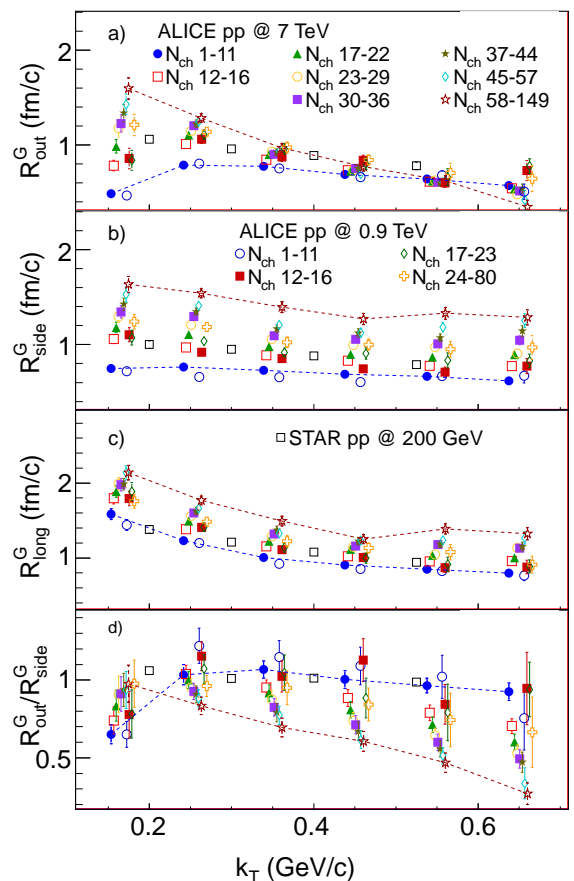 a) ALICE pp @ 7 TeV
N_ch 1-11 N_ch 17-22 N_ch 37-44
N_ch 12-16 N_ch 23-29 N_ch 45-57
N_ch 30-36 N_ch 58-149
2
1
R^G_out (fm/c)
b) ALICE pp @ 0.9 TeV
N_ch 1-11 N_ch 17-23
N_ch 12-16 N_ch 24-80
2
1
R^G_side (fm/c)
c) STAR pp @ 200 GeV
2
1
R^G_long (fm/c)
d)
1.0
0.5
R^G_out/R^G_side
0.2 0.4 0.6
k_T (GeV/c)